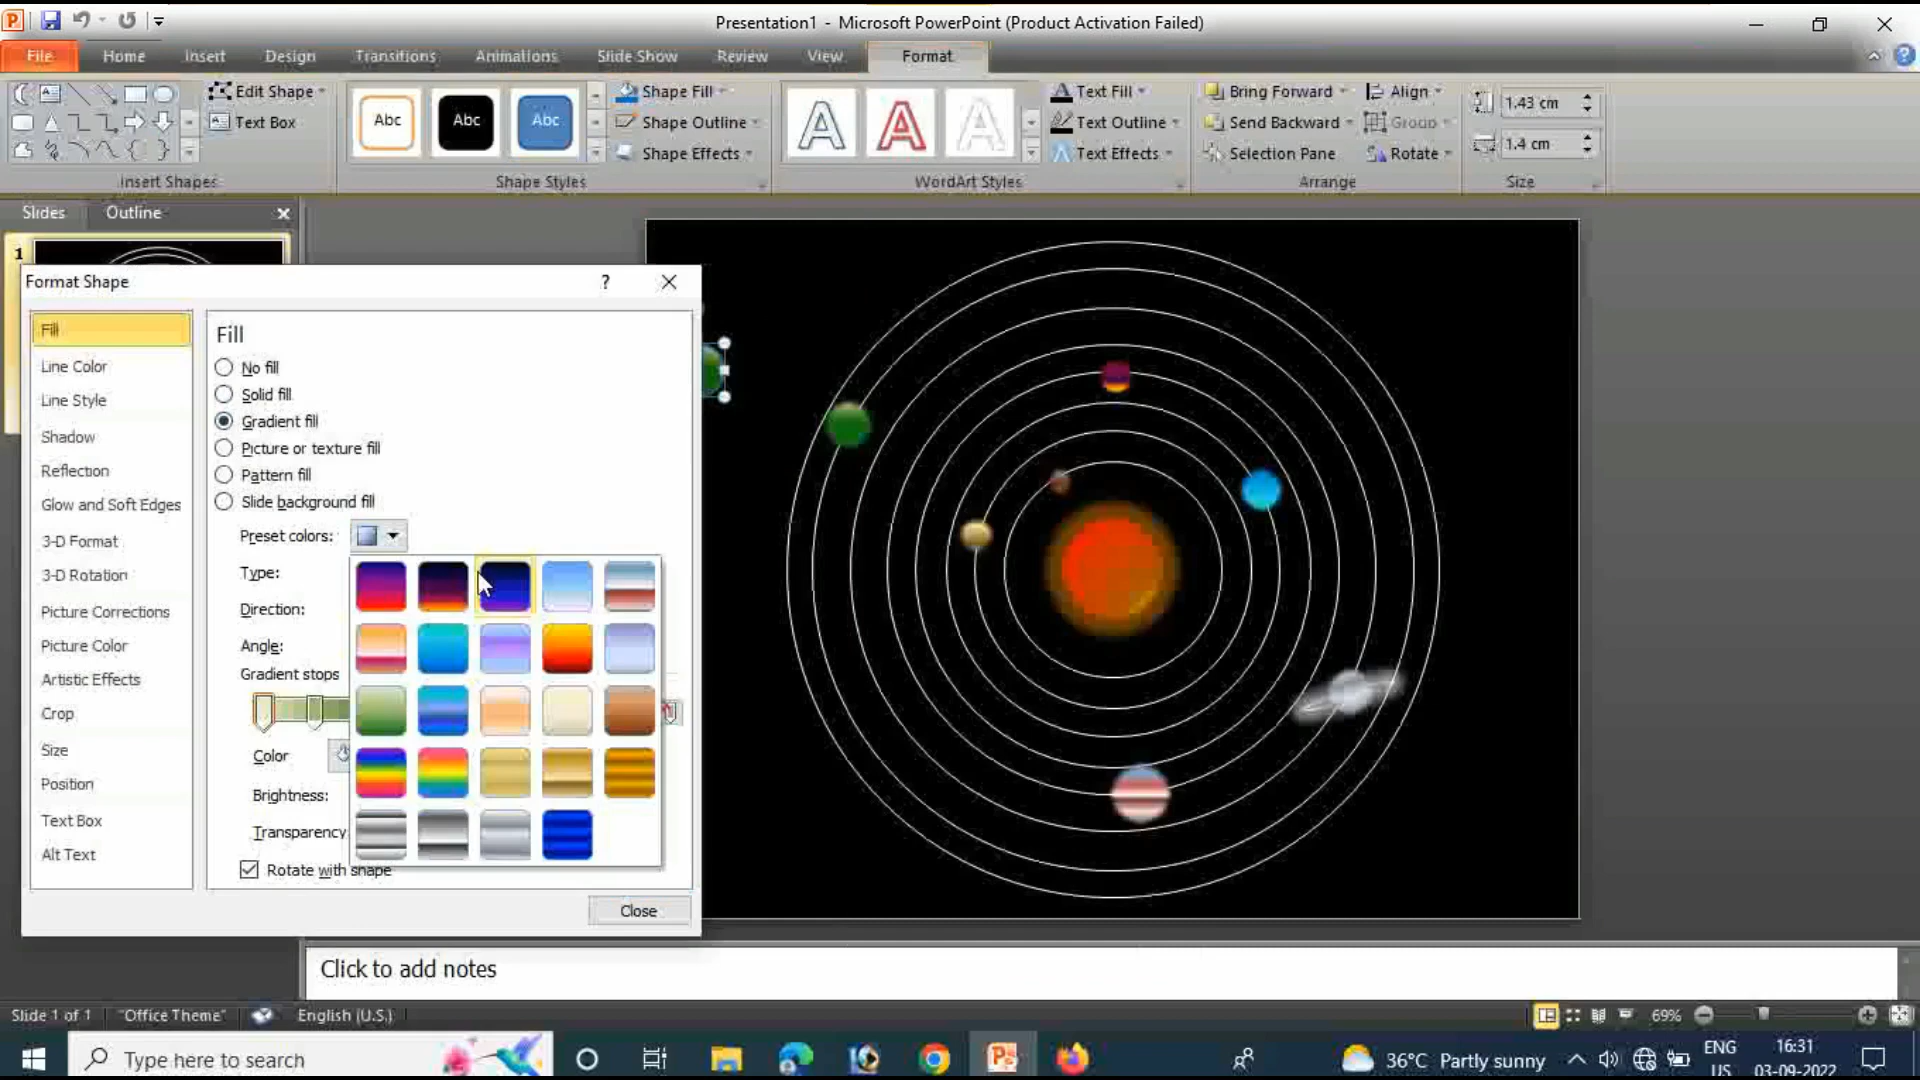 Presentation1 - Microsoft PowerPoint (Product Activation Failed)
File Home Insert Design Transitions Animations Slide Show Review View Format
Edit Shape
Text Box
Insert Shapes
Abc Abc Abc
Shape Fill
Shape Outline
Shape Effects
Shape Styles
A A A
Text Fill
Text Outline
Text Effects
WordArt Styles
Bring Forward
Send Backward
Selection Pane
Align
Group
Rotate
Arrange
1.43 cm
1.4 cm
Size
Slides Outline
1
Format Shape
Fill
Line Color
Line Style
Shadow
Reflection
Glow and Soft Edges
3-D Format
3-D Rotation
Picture Corrections
Picture Color
Artistic Effects
Crop
Size
Position
Text Box
Alt Text
Fill
No fill
Solid fill
Gradient fill
Picture or texture fill
Pattern fill
Slide background fill
Preset colors:
Type:
Direction:
Angle:
Gradient stops
Color
Brightness:
Transparency
Rotate with shape
Close
Click to add notes
Slide 1 of 1 "Office Theme" English (U.S.) 69%
Type here to search
36°C Partly sunny
ENG
US
16:31
03-09-2022